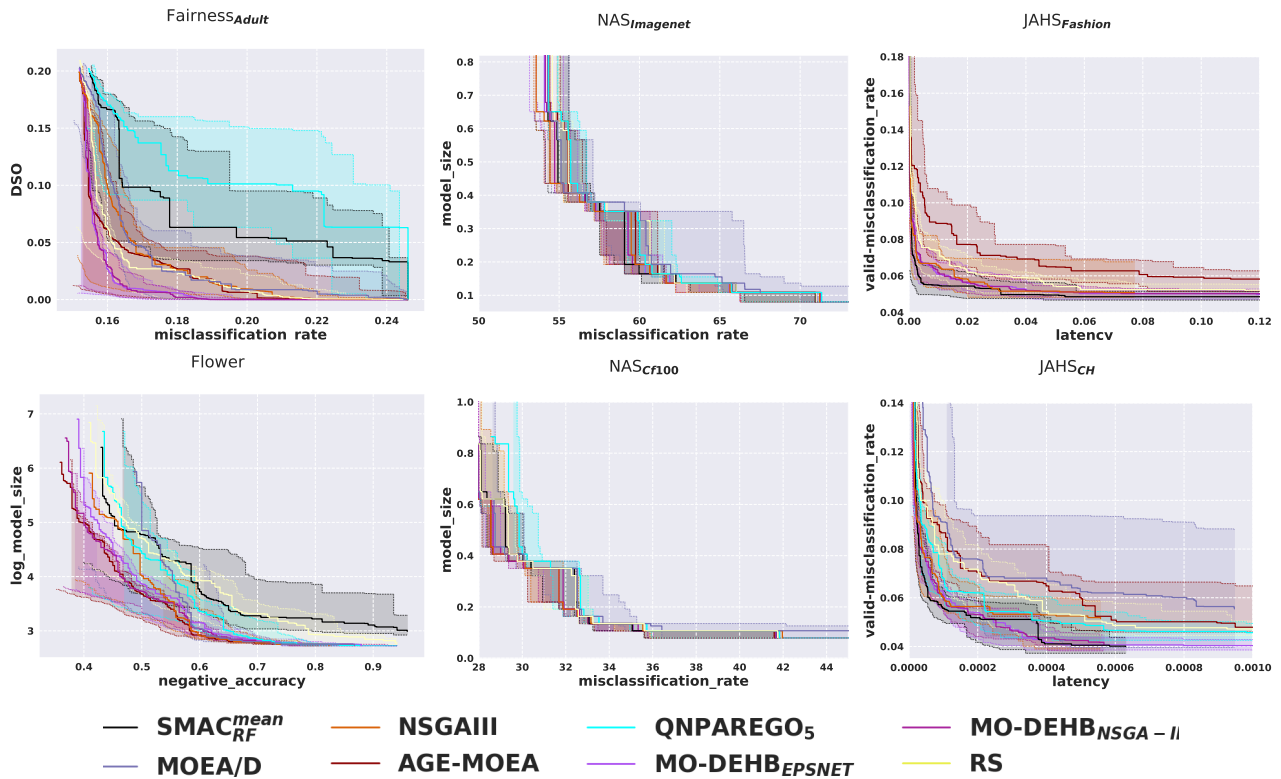 Fairness_Adult
NAS_Imagenet
JAHS_Fashion
DSO
0.20
0.15
0.10
0.05
0.00
0.16 0.18 0.20 0.22 0.24
misclassification_rate
model_size
0.8
0.7
0.6
0.5
0.4
0.3
0.2
0.1
50 55 60 65 70
misclassification_rate
valid-misclassification_rate
0.18
0.16
0.14
0.12
0.10
0.08
0.06
0.04
0.00 0.02 0.04 0.06 0.08 0.10 0.12
latency
Flower
NAS_Cf100
JAHS_CH
log_model_size
7
6
5
4
3
0.4 0.5 0.6 0.7 0.8 0.9
negative_accuracy
model_size
1.0
0.8
0.6
0.4
0.2
0.0
28 30 32 34 36 38 40 42 44
misclassification_rate
valid-misclassification_rate
0.14
0.12
0.10
0.08
0.06
0.04
0.0000 0.0002 0.0004 0.0006 0.0008 0.0010
latency
SMAC^mean_RF NSGAIII QNPAREGO_5 MO-DEHB_NSGA-II
MOEA/D AGE-MOEA MO-DEHB_EPSNET RS